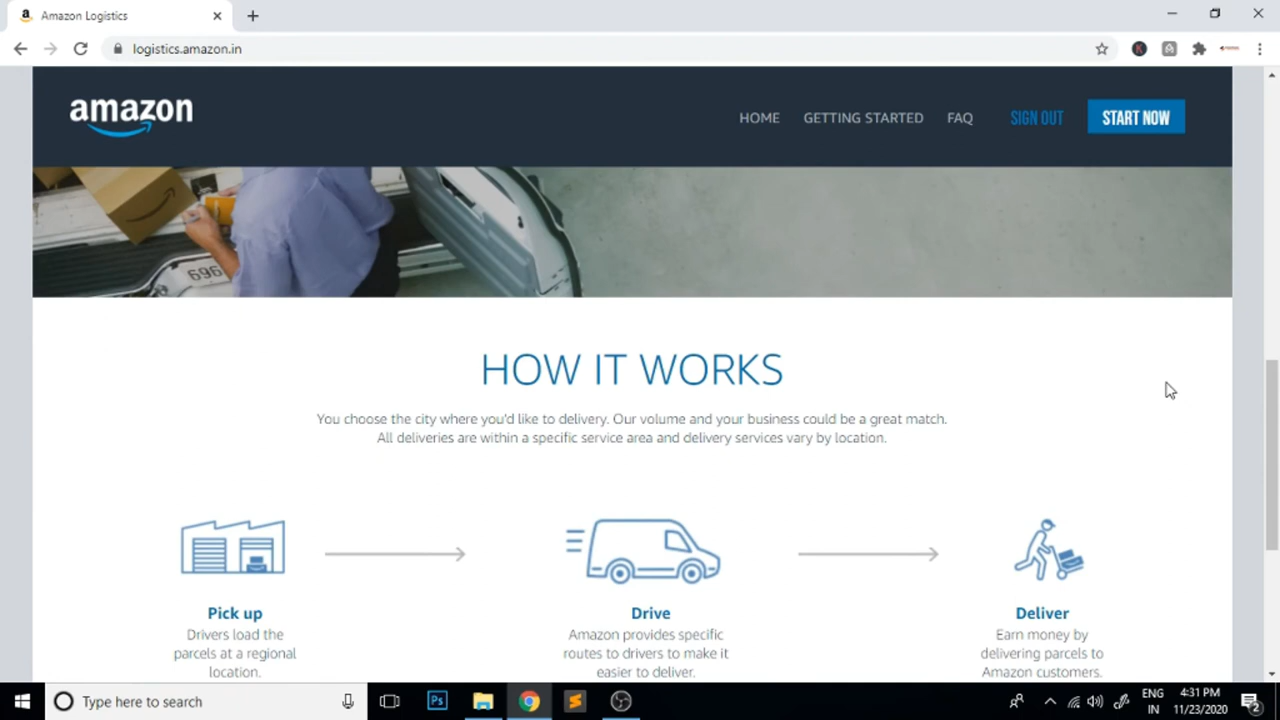 Amazon Logistics
logistics.amazon.in
amazon
HOME GETTING STARTED FAQ SIGN OUT START NOW
696
HOW IT WORKS
You choose the city where you'd like to delivery. Our volume and your business could be a great match.
All deliveries are within a specific service area and delivery services vary by location.
Pick up
Drivers load the
parcels at a regional
location.
Drive
Amazon provides specific
routes to drivers to make it
easier to deliver.
Deliver
Earn money by
delivering parcels to
Amazon customers.
Type here to search
Ps
ENG
IN
4:31 PM
11/23/2020
2